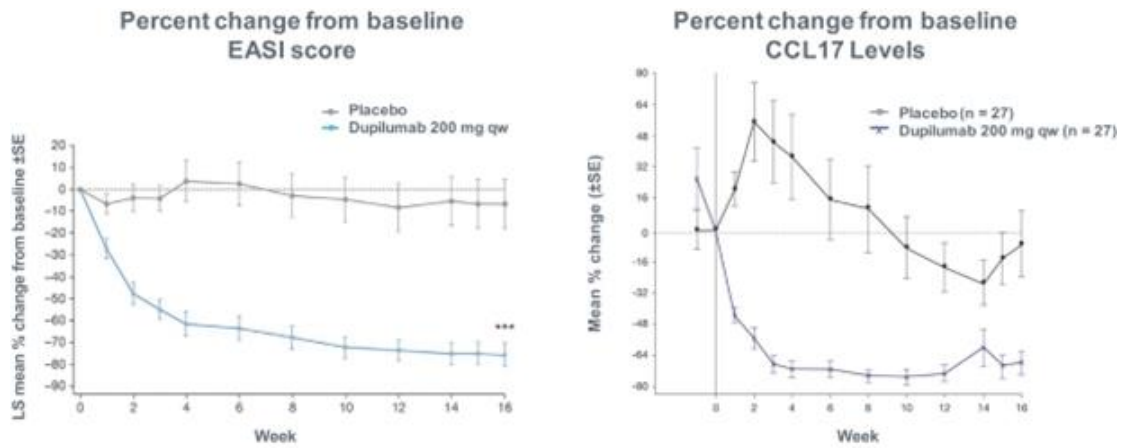 Percent change from baseline
EASI score
Placebo
Dupilumab 200 mg qw
LS mean % change from baseline ±SE
20
10
0
-10
-20
-30
-40
-50
-60
-70
-80
-90
***
0 2 4 6 8 10 12 14 16
Week
Percent change from baseline
CCL17 Levels
Placebo (n = 27)
Dupilumab 200 mg qw (n = 27)
Mean % change (±SE)
80
64
48
32
16
0
-16
-32
-48
-64
-80
0 2 4 6 8 10 12 14 16
Week